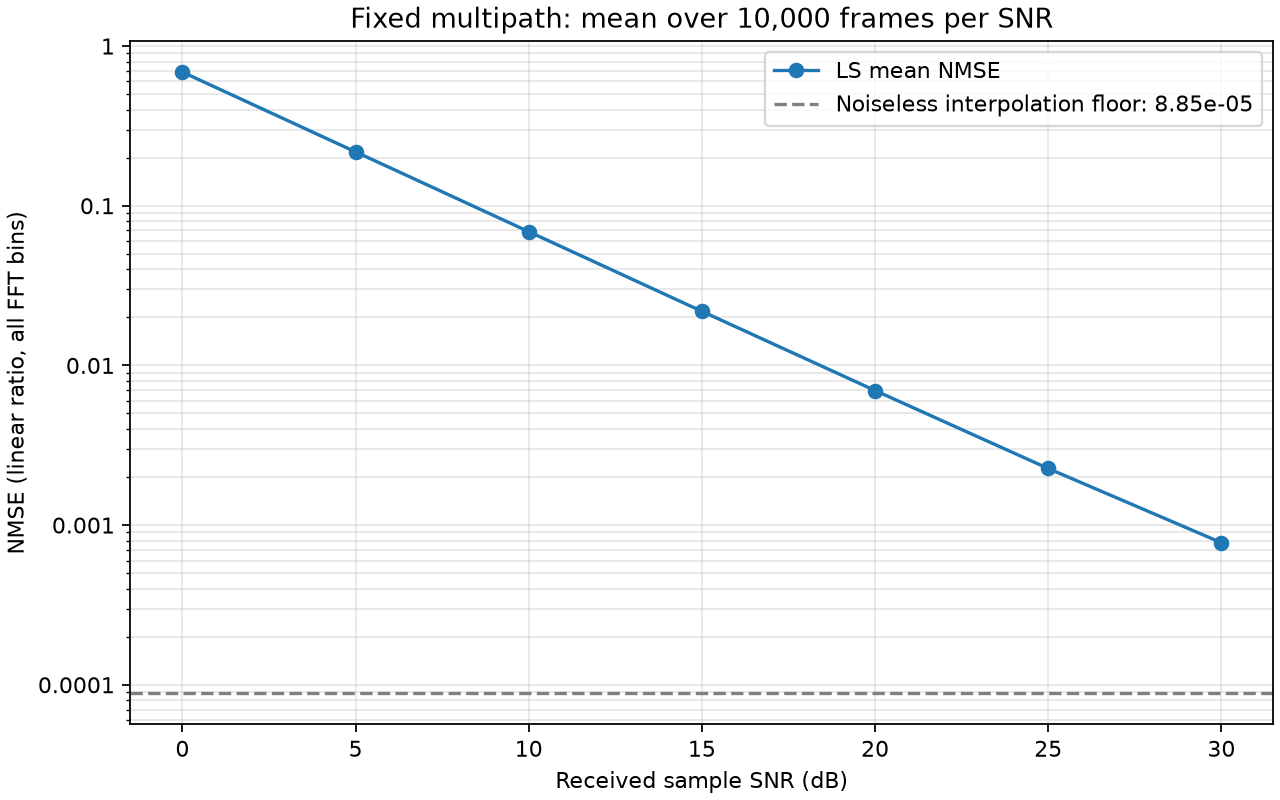 Fixed multipath: mean over 10,000 frames per SNR
LS mean NMSE
Noiseless interpolation floor: 8.85e-05
NMSE (linear ratio, all FFT bins)
1
0.1
0.01
0.001
0.0001
0 5 10 15 20 25 30
Received sample SNR (dB)